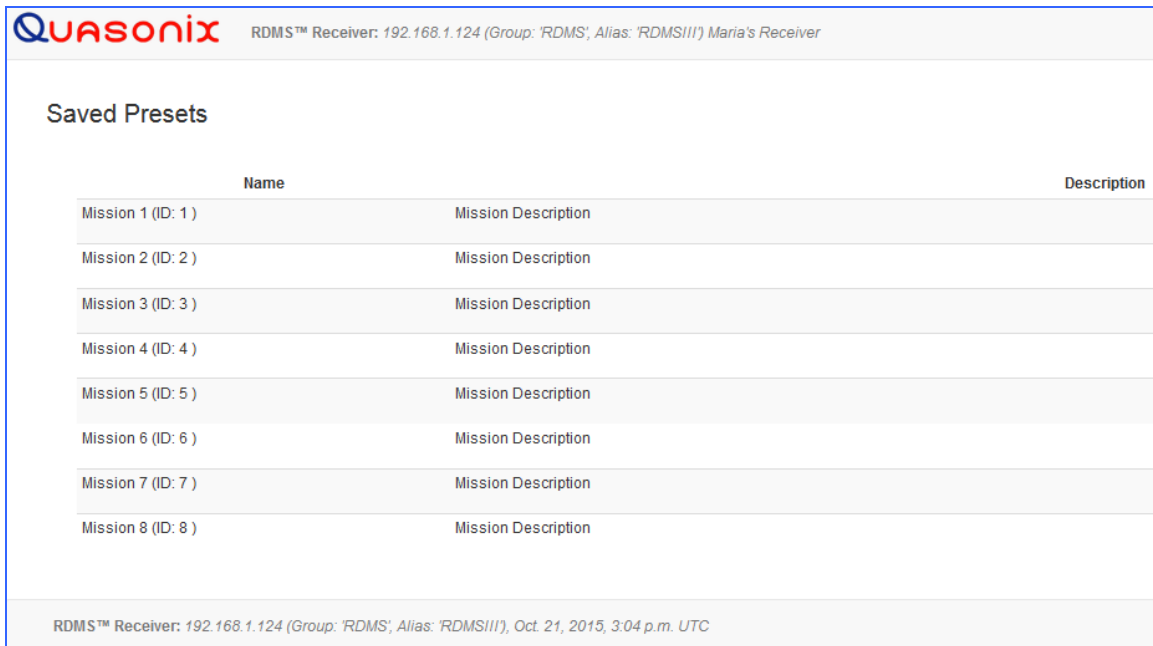 Quasonix RDMS™ Receiver: 192.168.1.124 (Group: 'RDMS', Alias: 'RDMSIII') Maria's Receiver
Saved Presets
Name Description
Mission 1 (ID: 1 ) Mission Description
Mission 2 (ID: 2 ) Mission Description
Mission 3 (ID: 3 ) Mission Description
Mission 4 (ID: 4 ) Mission Description
Mission 5 (ID: 5 ) Mission Description
Mission 6 (ID: 6 ) Mission Description
Mission 7 (ID: 7 ) Mission Description
Mission 8 (ID: 8 ) Mission Description
RDMS™ Receiver: 192.168.1.124 (Group: 'RDMS', Alias: 'RDMSIII'), Oct. 21, 2015, 3:04 p.m. UTC